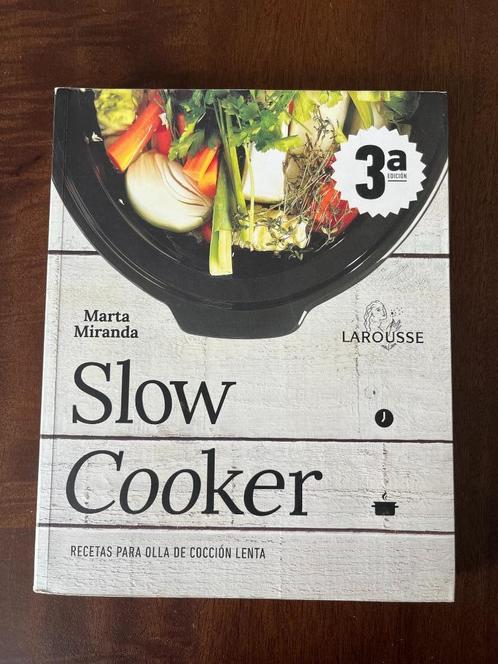 3a
EDICIÓN
Marta
Miranda
LAROUSSE
Slow
Cooker
RECETAS PARA OLLA DE COCCIÓN LENTA